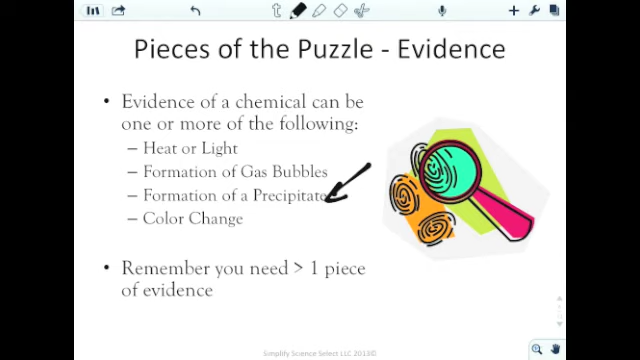 Pieces of the Puzzle - Evidence
• Evidence of a chemical can be
one or more of the following:
– Heat or Light
– Formation of Gas Bubbles
– Formation of a Precipitate
– Color Change
• Remember you need > 1 piece
of evidence
Simplify Science Select LLC 2013©